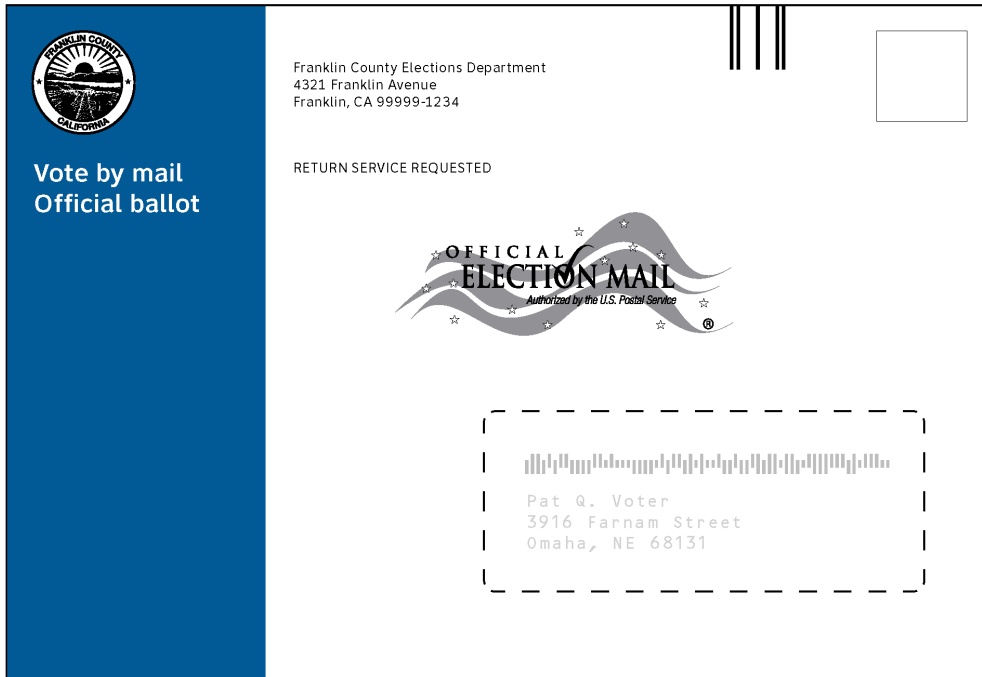 FRANKLIN COUNTY
CALIFORNIA
Vote by mail
Official ballot
Franklin County Elections Department
4321 Franklin Avenue
Franklin, CA 99999-1234
RETURN SERVICE REQUESTED
OFFICIAL
ELECTION MAIL
Authorized by the U.S. Postal Service
®
Pat Q. Voter
3916 Farnam Street
Omaha, NE 68131